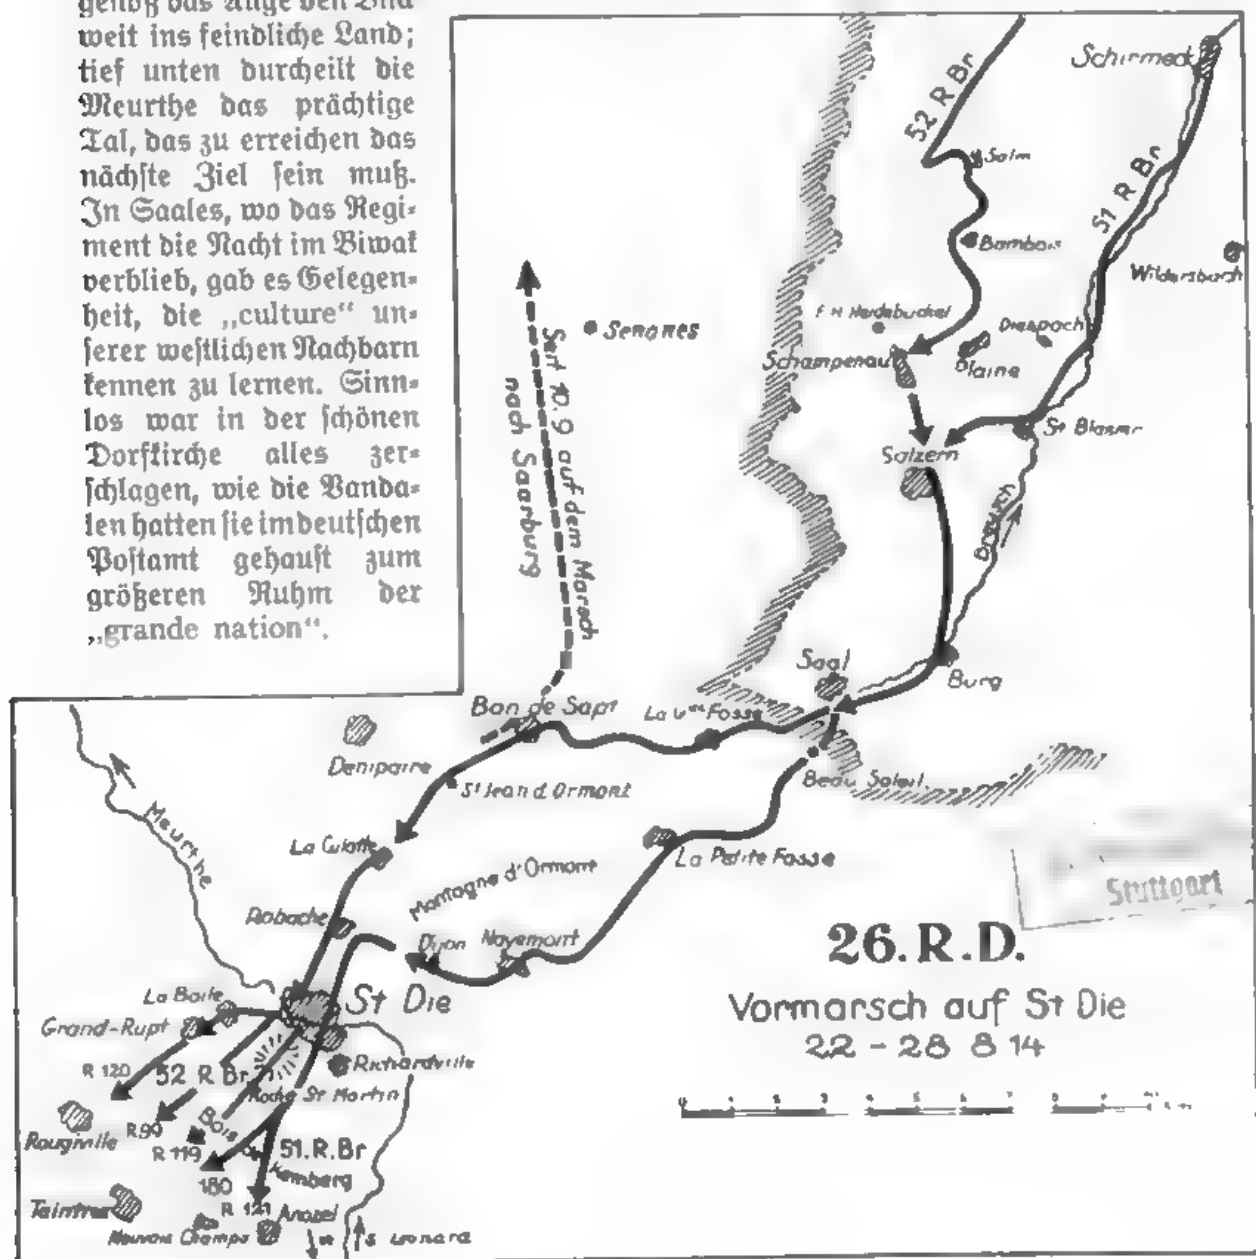 genoß das Auge den Blick
weit ins feindliche Land;
tief unten durcheilt die
Meurthe das prächtige
Tal, das zu erreichen das
nächste Ziel sein muß.
In Saales, wo das Regi-
ment die Nacht im Biwak
verblieb, gab es Gelegen-
heit, die „culture“ un-
serer westlichen Nachbarn
kennen zu lernen. Sinn-
los war in der schönen
Dorfkirche alles zer-
schlagen, wie die Vanda-
len hatten sie im deutschen
Postamt gehaust zum
größeren Ruhm der
„grande nation“.
Schirmeck
52 R Br
Salm
51 R Br
Bambois
Wildersbach
Senones
Schampenau
Diespach
Plaine
St Blasier
Salzern
Seit 10.9 auf dem Marsch
nach Saarburg
Breusch
Saal
Burg
Ban de Sapt
Fosse
Denipaire
St Jean d Ormont
Beau Soleil
Meurthe
La Culotte
La Petite Fosse
Montagne d'Ormont
Stuttgart
Robache
Dijon
Nayemont
26. R. D.
Vormarsch auf St Die
22 - 28 8 14
La Bolle
St Die
Grand-Rupt
R 120
52 R Br.
Richardville
Roche St Martin
Rougiville
R 99
Bois
R 119
51. R. Br
Kemberg
180
Taintrux
R 121
Anozel
Mauvais Champs